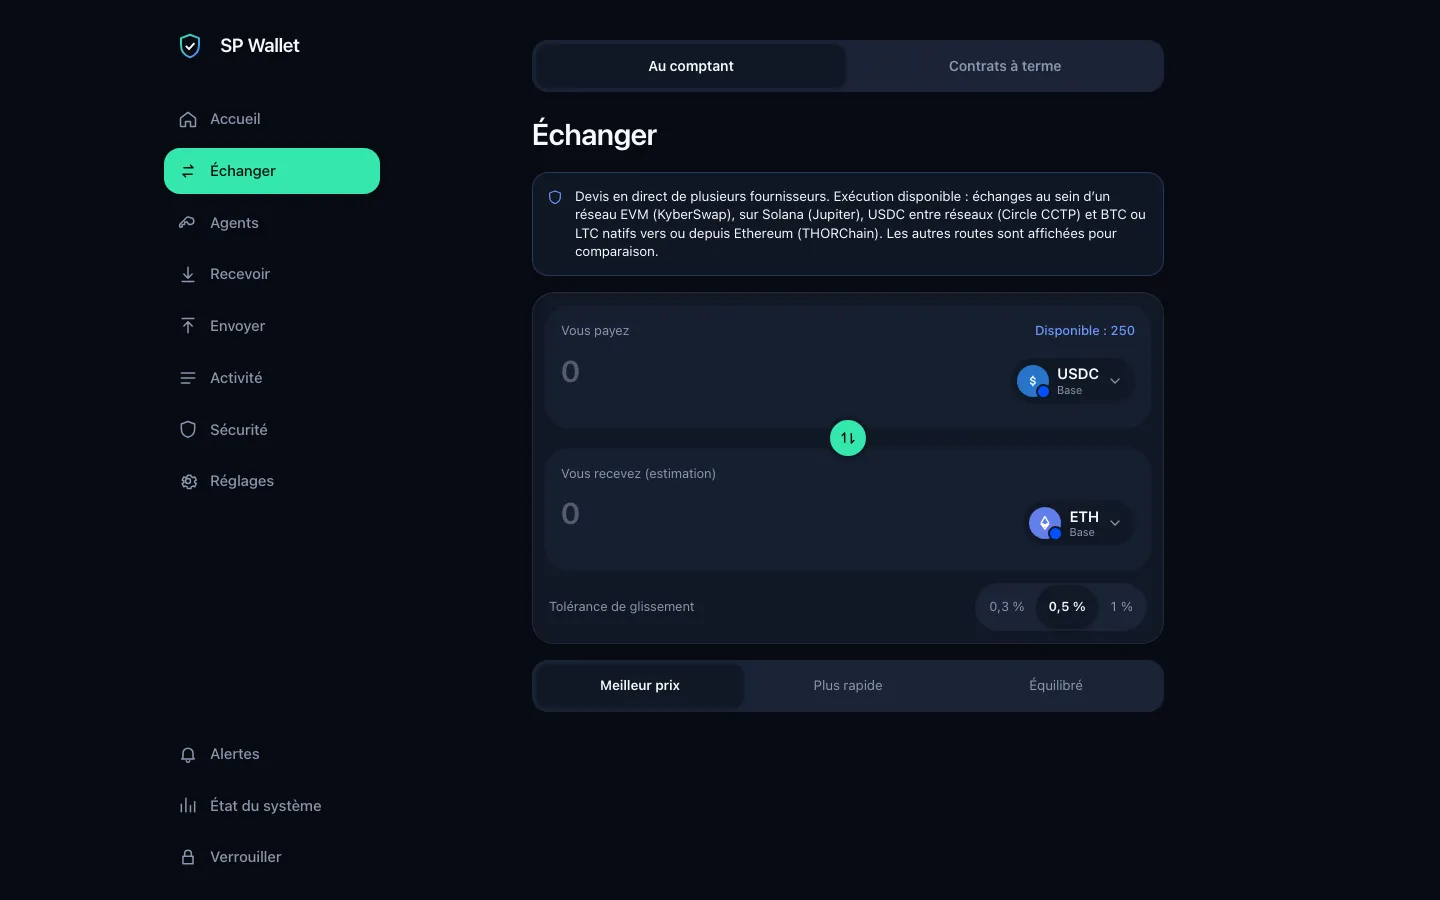 SP Wallet
Accueil
Échanger
Agents
Recevoir
Envoyer
Activité
Sécurité
Réglages
Alertes
État du système
Verrouiller
Au comptant
Contrats à terme
Échanger
Devis en direct de plusieurs fournisseurs. Exécution disponible : échanges au sein d’un
réseau EVM (KyberSwap), sur Solana (Jupiter), USDC entre réseaux (Circle CCTP) et BTC ou
LTC natifs vers ou depuis Ethereum (THORChain). Les autres routes sont affichées pour
comparaison.
Vous payez
Disponible : 250
0
$
USDC
Base
Vous recevez (estimation)
0
ETH
Base
Tolérance de glissement
0,3 %
0,5 %
1 %
Meilleur prix
Plus rapide
Équilibré